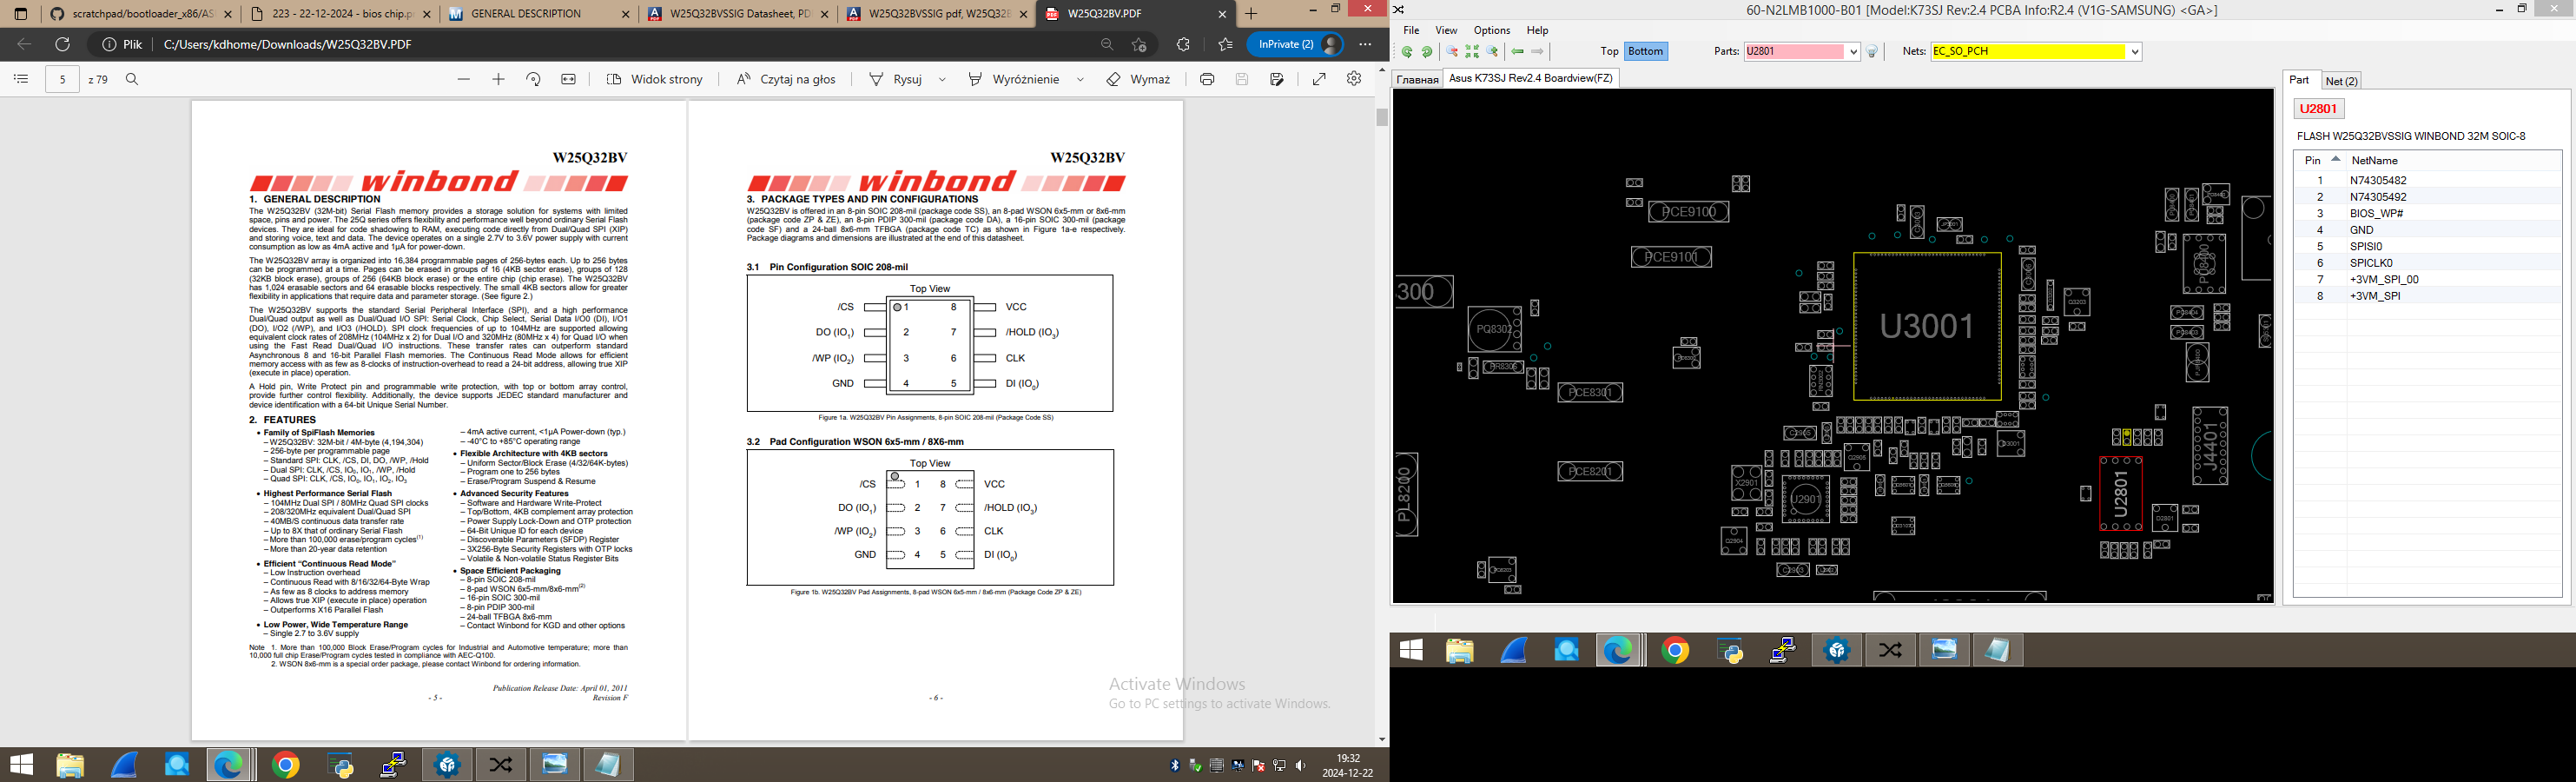 scratchpad/bootloader_x86/AS
223 - 22-12-2024 - bios chip.pr
GENERAL DESCRIPTION
W25Q32BVSSIG Datasheet, PD
W25Q32BVSSIG pdf, W25Q32B
W25Q32BV.PDF
Plik
C:/Users/kdhome/Downloads/W25Q32BV.PDF
InPrivate (2)
5
z 79
Widok strony
Czytaj na głos
Rysuj
Wyróżnienie
Wymaż
W25Q32BV
winbond
1. GENERAL DESCRIPTION
The W25Q32BV (32M-bit) Serial Flash memory provides a storage solution for systems with limited
space, pins and power. The 25Q series offers flexibility and performance well beyond ordinary Serial Flash
devices. They are ideal for code shadowing to RAM, executing code directly from Dual/Quad SPI (XIP)
and storing voice, text and data. The device operates on a single 2.7V to 3.6V power supply with current
consumption as low as 4mA active and 1µA for power-down.
The W25Q32BV array is organized into 16,384 programmable pages of 256-bytes each. Up to 256 bytes
can be programmed at a time. Pages can be erased in groups of 16 (4KB sector erase), groups of 128
(32KB block erase), groups of 256 (64KB block erase) or the entire chip (chip erase). The W25Q32BV
has 1,024 erasable sectors and 64 erasable blocks respectively. The small 4KB sectors allow for greater
flexibility in applications that require data and parameter storage. (See figure 2.)
The W25Q32BV supports the standard Serial Peripheral Interface (SPI), and a high performance
Dual/Quad output as well as Dual/Quad I/O SPI: Serial Clock, Chip Select, Serial Data I/O0 (DI), I/O1
(DO), I/O2 (/WP), and I/O3 (/HOLD). SPI clock frequencies of up to 104MHz are supported allowing
equivalent clock rates of 208MHz (104MHz x 2) for Dual I/O and 320MHz (80MHz x 4) for Quad I/O when
using the Fast Read Dual/Quad I/O instructions. These transfer rates can outperform standard
Asynchronous 8 and 16-bit Parallel Flash memories. The Continuous Read Mode allows for efficient
memory access with as few as 8-clocks of instruction-overhead to read a 24-bit address, allowing true XIP
(execute in place) operation.
A Hold pin, Write Protect pin and programmable write protection, with top or bottom array control,
provide further control flexibility. Additionally, the device supports JEDEC standard manufacturer and
device identification with a 64-bit Unique Serial Number.
2. FEATURES
• Family of SpiFlash Memories
– W25Q32BV: 32M-bit / 4M-byte (4,194,304)
– 256-byte per programmable page
– Standard SPI: CLK, /CS, DI, DO, /WP, /Hold
– Dual SPI: CLK, /CS, IO0, IO1, /WP, /Hold
– Quad SPI: CLK, /CS, IO0, IO1, IO2, IO3
• Highest Performance Serial Flash
– 104MHz Dual SPI / 80MHz Quad SPI clocks
– 208/320MHz equivalent Dual/Quad SPI
– 40MB/S continuous data transfer rate
– Up to 8X that of ordinary Serial Flash
– More than 100,000 erase/program cycles(1)
– More than 20-year data retention
• Efficient "Continuous Read Mode"
– Low Instruction overhead
– Continuous Read with 8/16/32/64-Byte Wrap
– As few as 8 clocks to address memory
– Allows true XIP (execute in place) operation
– Outperforms X16 Parallel Flash
• Low Power, Wide Temperature Range
– Single 2.7 to 3.6V supply
– 4mA active current, <1µA Power-down (typ.)
– -40°C to +85°C operating range
• Flexible Architecture with 4KB sectors
– Uniform Sector/Block Erase (4/32/64K-bytes)
– Program one to 256 bytes
– Erase/Program Suspend & Resume
• Advanced Security Features
– Software and Hardware Write-Protect
– Top/Bottom, 4KB complement array protection
– Power Supply Lock-Down and OTP protection
– 64-Bit Unique ID for each device
– Discoverable Parameters (SFDP) Register
– 3X256-Byte Security Registers with OTP locks
– Volatile & Non-volatile Status Register Bits
• Space Efficient Packaging
– 8-pin SOIC 208-mil
– 8-pad WSON 6x5-mm/8x6-mm(2)
– 16-pin SOIC 300-mil
– 8-pin PDIP 300-mil
– 24-ball TFBGA 8x6-mm
– Contact Winbond for KGD and other options
Note 1. More than 100,000 Block Erase/Program cycles for Industrial and Automotive temperature; more than
10,000 full chip Erase/Program cycles tested in compliance with AEC-Q100.
2. WSON 8x6-mm is a special order package, please contact Winbond for ordering information.
Publication Release Date: April 01, 2011
- 5 -
Revision F
W25Q32BV
winbond
3. PACKAGE TYPES AND PIN CONFIGURATIONS
W25Q32BV is offered in an 8-pin SOIC 208-mil (package code SS), an 8-pad WSON 6x5-mm or 8x6-mm
(package code ZP & ZE), an 8-pin PDIP 300-mil (package code DA), a 16-pin SOIC 300-mil (package
code SF) and a 24-ball 8x6-mm TFBGA (package code TC) as shown in Figure 1a-e respectively.
Package diagrams and dimensions are illustrated at the end of this datasheet.
3.1 Pin Configuration SOIC 208-mil
Top View
/CS 1 8 VCC
DO (IO1) 2 7 /HOLD (IO3)
/WP (IO2) 3 6 CLK
GND 4 5 DI (IO0)
Figure 1a. W25Q32BV Pin Assignments, 8-pin SOIC 208-mil (Package Code SS)
3.2 Pad Configuration WSON 6x5-mm / 8X6-mm
Top View
/CS 1 8 VCC
DO (IO1) 2 7 /HOLD (IO3)
/WP (IO2) 3 6 CLK
GND 4 5 DI (IO0)
Figure 1b. W25Q32BV Pad Assignments, 8-pad WSON 6x5-mm / 8x6-mm (Package Code ZP & ZE)
- 6 -
Activate Windows
Go to PC settings to activate Windows.
19:32
2024-12-22
60-N2LMB1000-B01 [Model:K73SJ Rev:2.4 PCBA Info:R2.4 (V1G-SAMSUNG) <GA>]
File View Options Help
Top
Bottom
Parts: U2801
Nets: EC_SO_PCH
Главная
Asus K73SJ Rev2.4 Boardview(FZ)
PCE9100
PCE9101
300
PQ8302
PR8306
PCE8301
PCE8201
PL8200
U3001
X2901
U2901
U2801
J4401
Part
Net (2)
U2801
FLASH W25Q32BVSSIG WINBOND 32M SOIC-8
Pin NetName
1 N74305482
2 N74305492
3 BIOS_WP#
4 GND
5 SPISI0
6 SPICLK0
7 +3VM_SPI_00
8 +3VM_SPI